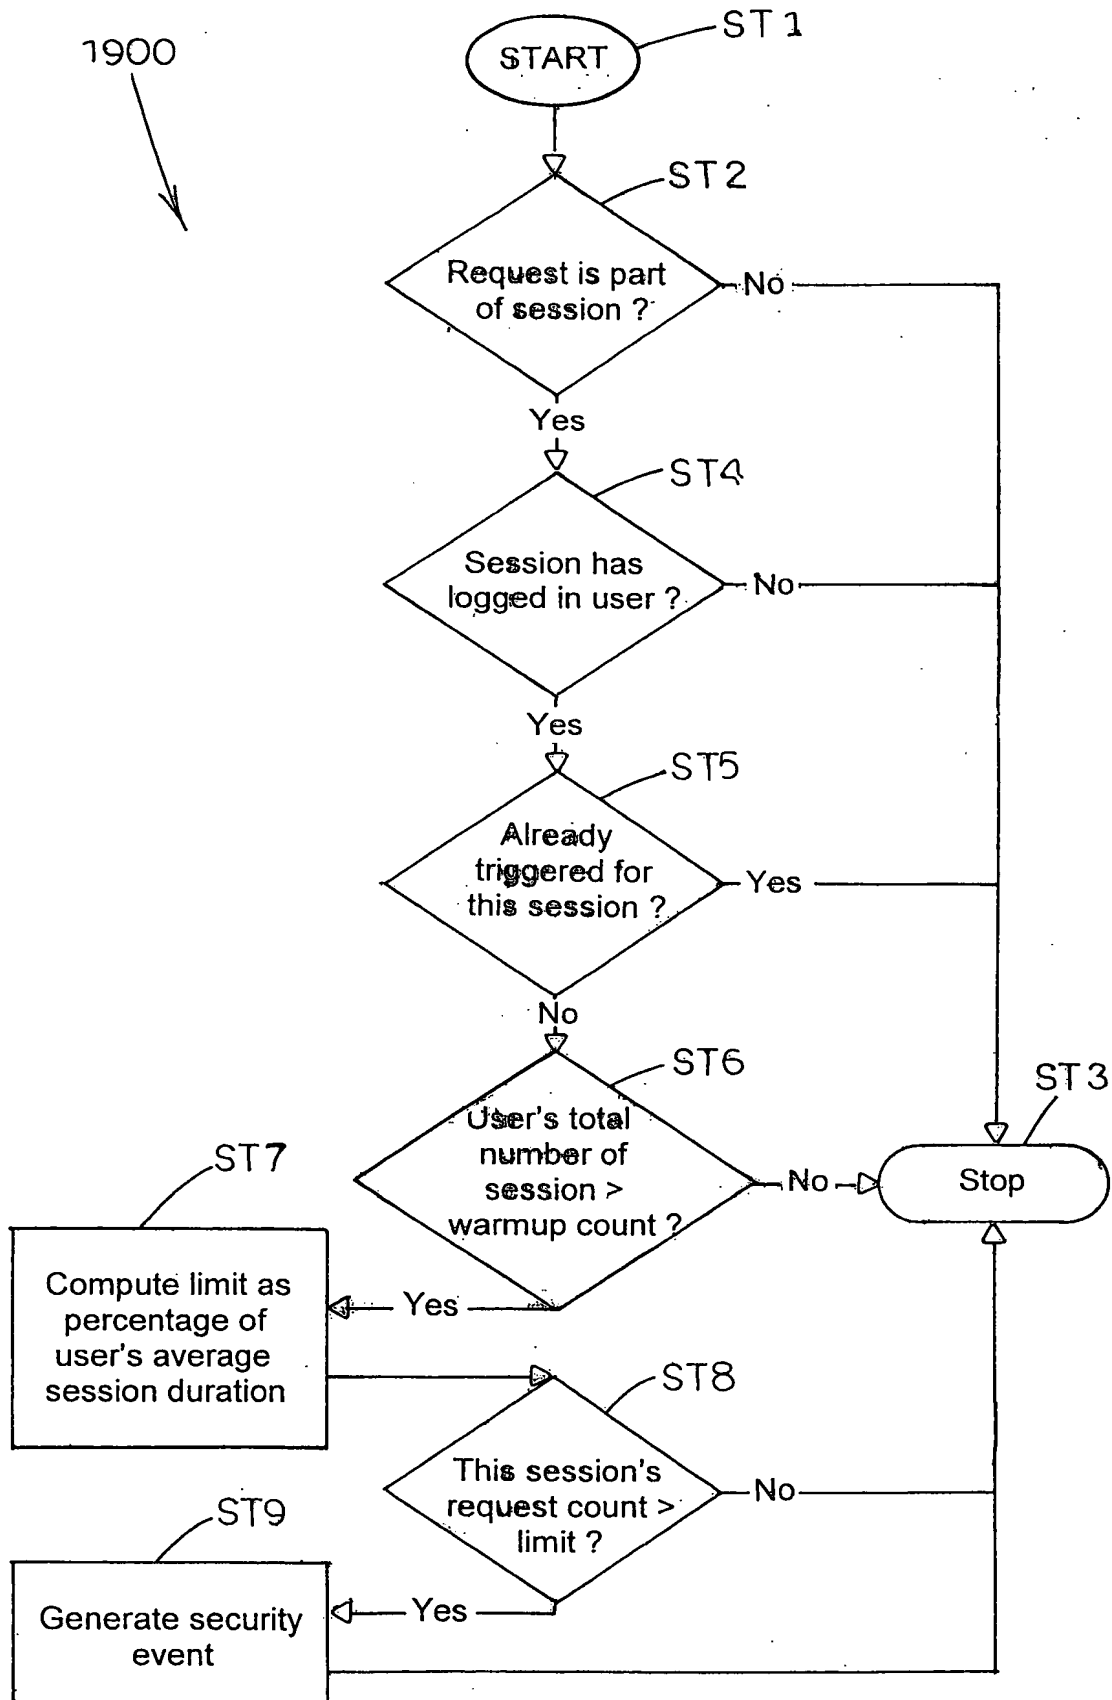 1900
START
ST1
ST2
Request is part
of session ?
No
Yes
ST4
Session has
logged in user ?
No
Yes
ST5
Already
triggered for
this session ?
Yes
No
ST6
User's total
number of
session >
warmup count ?
No
ST3
Stop
Yes
ST7
Compute limit as
percentage of
user's average
session duration
ST8
This session's
request count >
limit ?
No
Yes
ST9
Generate security
event